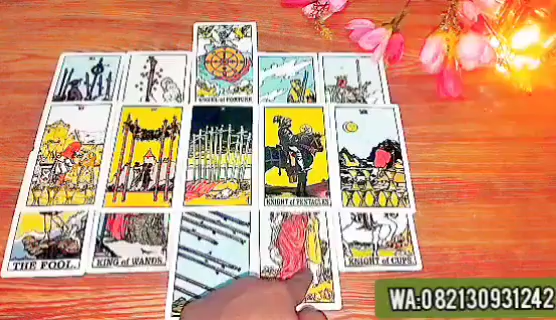 WHEEL of FORTUNE.
KNIGHT of PENTACLES
THE FOOL.
KING of WANDS.
KNIGHT of CUPS.
WA:082130931242